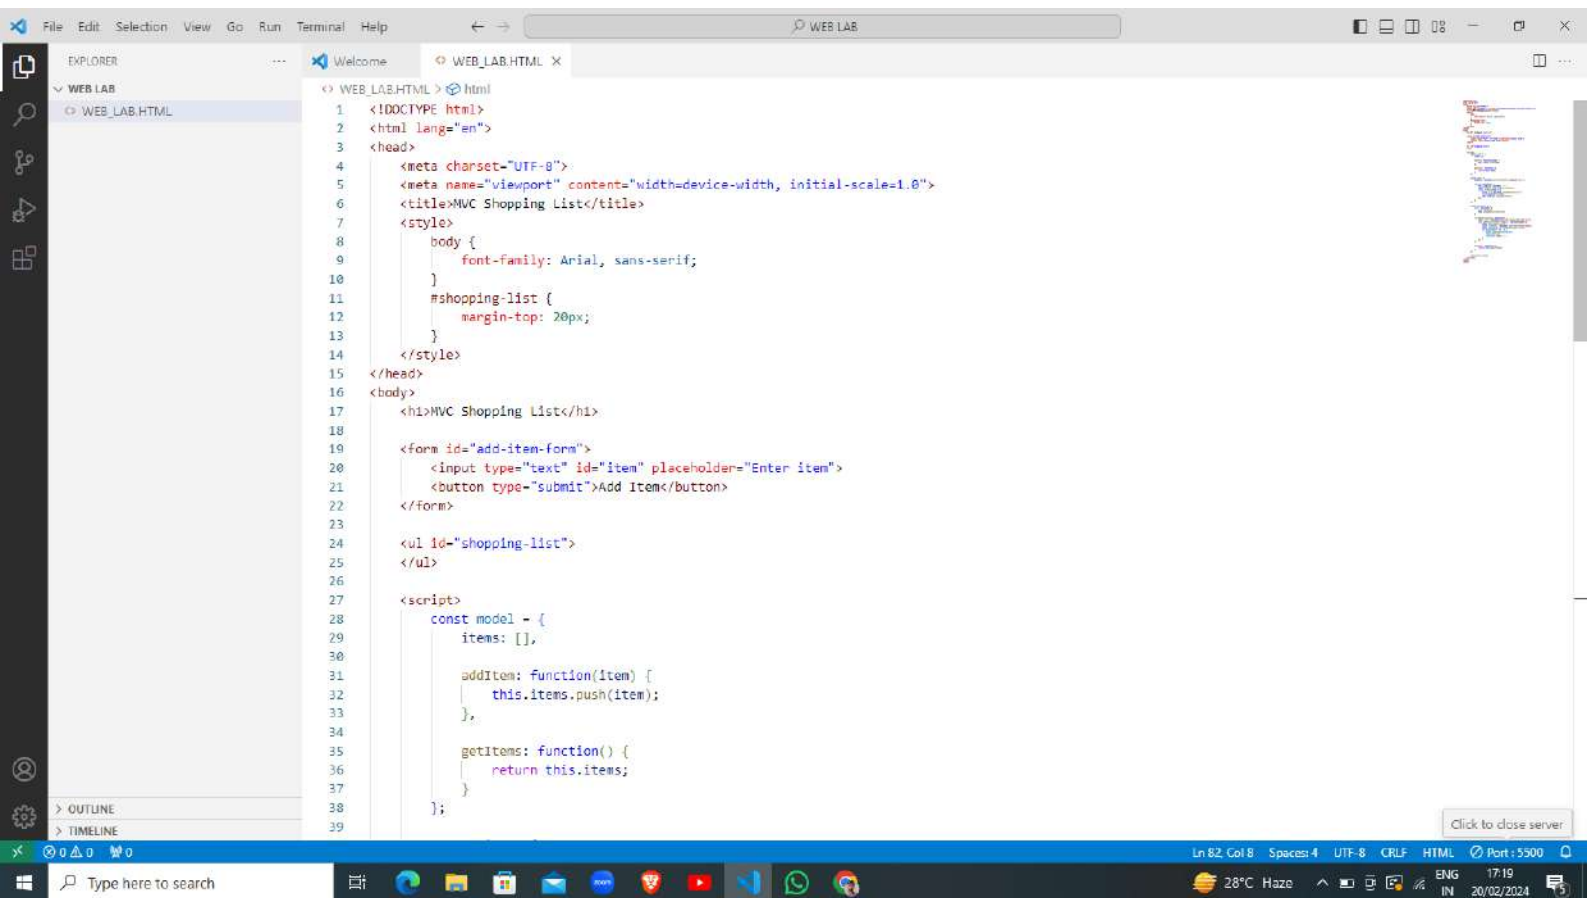 File Edit Selection View Go Run Terminal Help
WEB LAB
EXPLORER
Welcome
WEB_LAB.HTML
WEB LAB
WEB_LAB.HTML
WEB_LAB.HTML > html
1 <!DOCTYPE html>
2 <html lang="en">
3 <head>
4 <meta charset="UTF-8">
5 <meta name="viewport" content="width=device-width, initial-scale=1.0">
6 <title>MVC Shopping List</title>
7 <style>
8 body {
9 font-family: Arial, sans-serif;
10 }
11 #shopping-list {
12 margin-top: 20px;
13 }
14 </style>
15 </head>
16 <body>
17 <h1>MVC Shopping List</h1>
18
19 <form id="add-item-form">
20 <input type="text" id="item" placeholder="Enter item">
21 <button type="submit">Add Item</button>
22 </form>
23
24 <ul id="shopping-list">
25 </ul>
26
27 <script>
28 const model = {
29 items: [],
30
31 addItem: function(item) {
32 this.items.push(item);
33 },
34
35 getItems: function() {
36 return this.items;
37 }
38 };
39
OUTLINE
TIMELINE
Click to close server
0 0 0
Ln 82, Col 8 Spaces: 4 UTF-8 CRLF HTML Port : 5500
Type here to search
zoom
28°C Haze
ENG
IN
17:19
20/02/2024
5